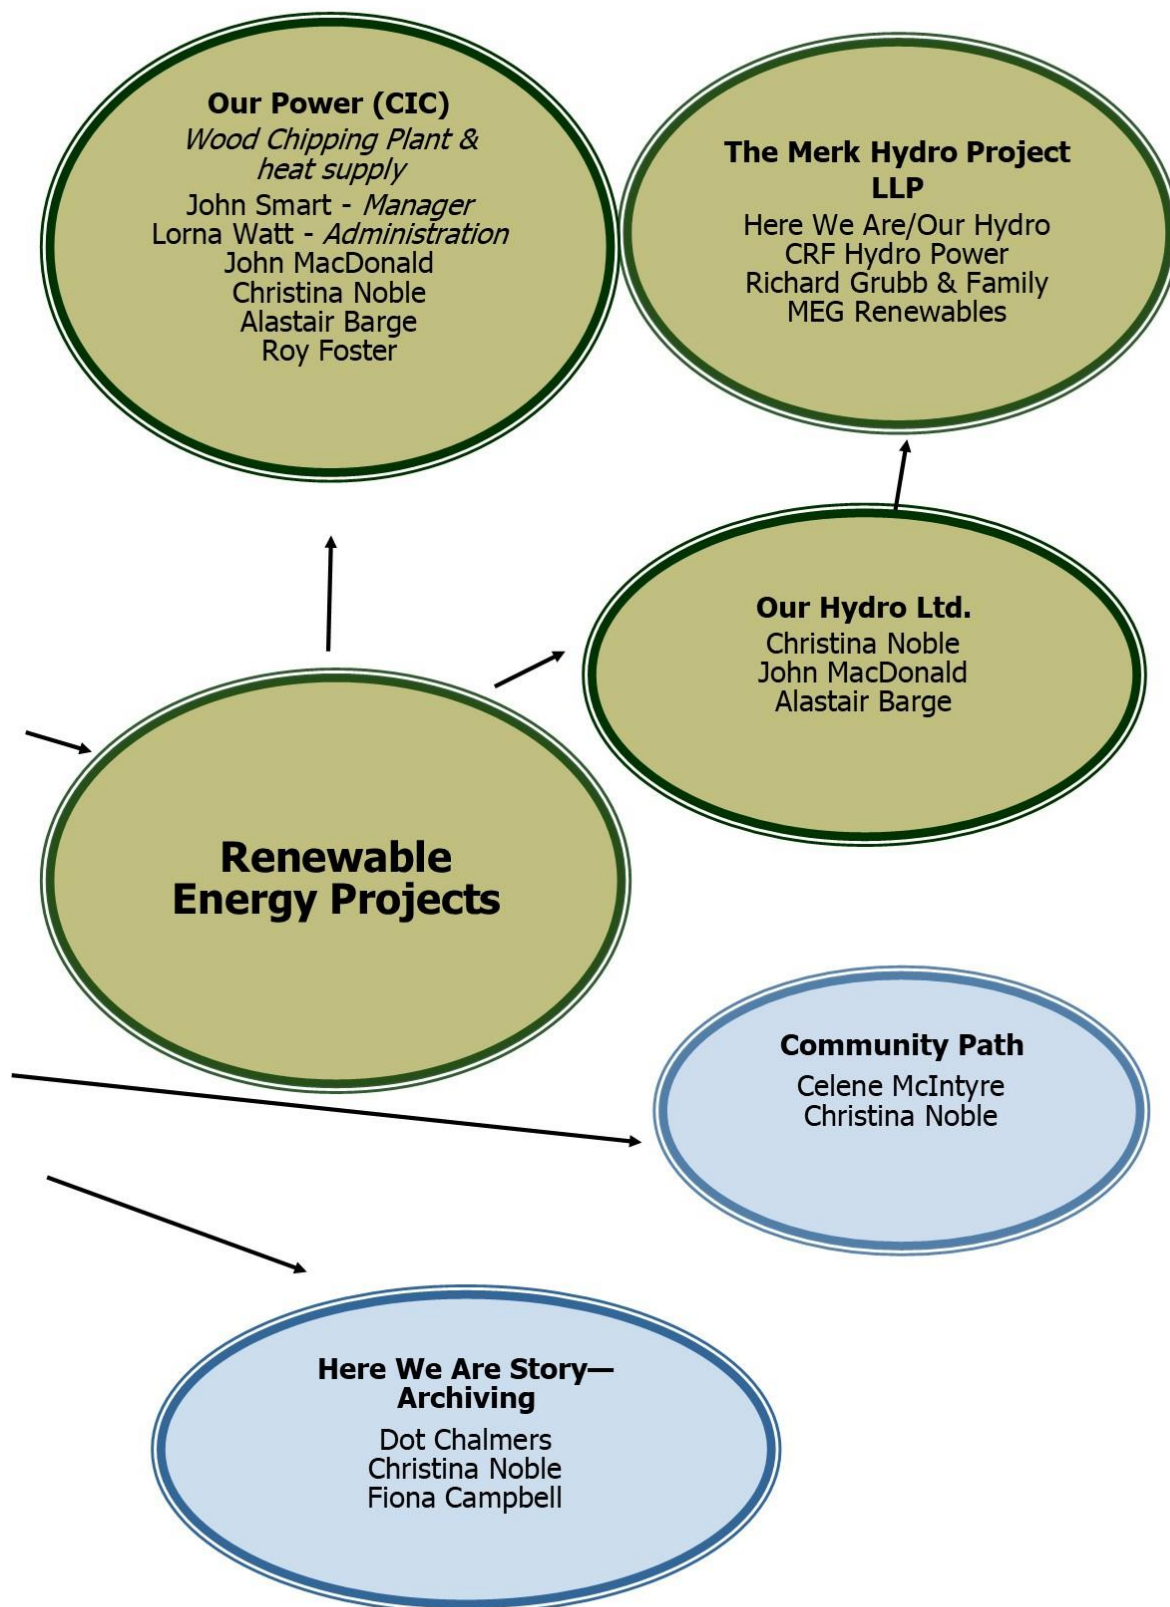 Our Power (CIC)
Wood Chipping Plant &
heat supply
John Smart - Manager
Lorna Watt - Administration
John MacDonald
Christina Noble
Alastair Barge
Roy Foster
The Merk Hydro Project
LLP
Here We Are/Our Hydro
CRF Hydro Power
Richard Grubb & Family
MEG Renewables
Our Hydro Ltd.
Christina Noble
John MacDonald
Alastair Barge
Renewable
Energy Projects
Community Path
Celene McIntyre
Christina Noble
Here We Are Story—
Archiving
Dot Chalmers
Christina Noble
Fiona Campbell